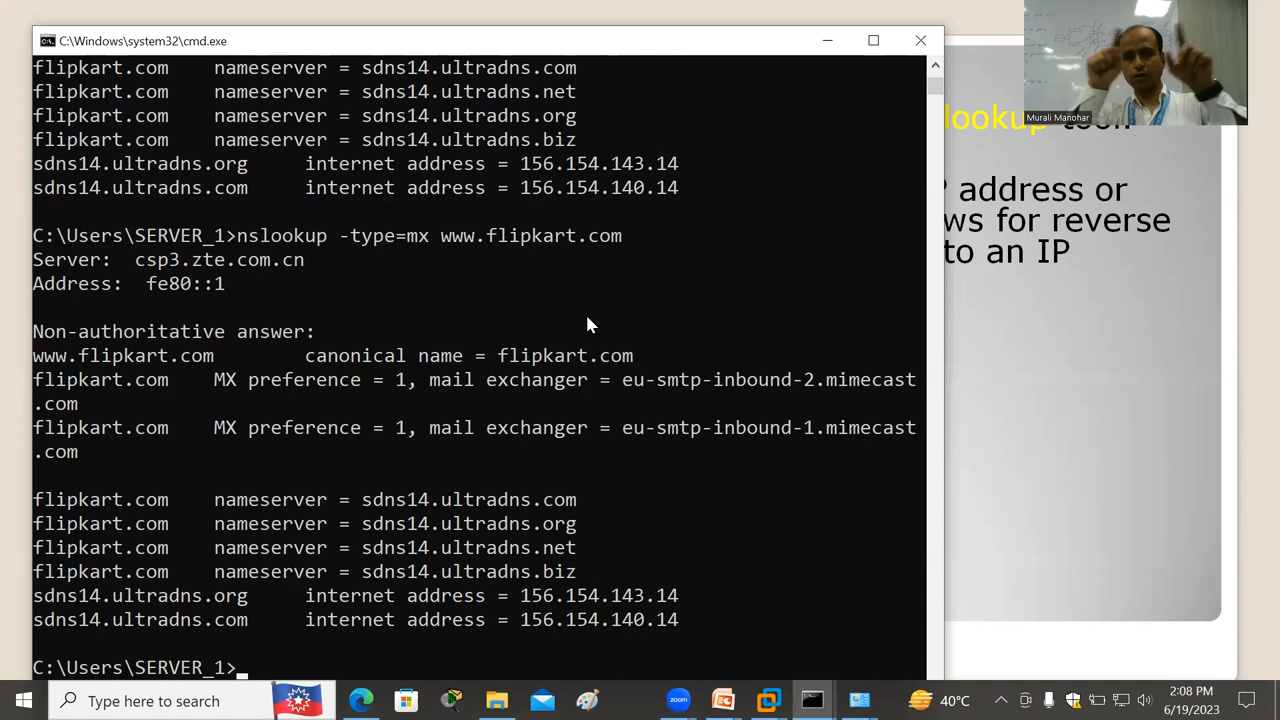 C:\Windows\system32\cmd.exe
flipkart.com nameserver = sdns14.ultradns.com
flipkart.com nameserver = sdns14.ultradns.net
flipkart.com nameserver = sdns14.ultradns.org
flipkart.com nameserver = sdns14.ultradns.biz
sdns14.ultradns.org internet address = 156.154.143.14
sdns14.ultradns.com internet address = 156.154.140.14
C:\Users\SERVER_1>nslookup -type=mx www.flipkart.com
Server: csp3.zte.com.cn
Address: fe80::1
Non-authoritative answer:
www.flipkart.com canonical name = flipkart.com
flipkart.com MX preference = 1, mail exchanger = eu-smtp-inbound-2.mimecast
.com
flipkart.com MX preference = 1, mail exchanger = eu-smtp-inbound-1.mimecast
.com
flipkart.com nameserver = sdns14.ultradns.com
flipkart.com nameserver = sdns14.ultradns.org
flipkart.com nameserver = sdns14.ultradns.net
flipkart.com nameserver = sdns14.ultradns.biz
sdns14.ultradns.org internet address = 156.154.143.14
sdns14.ultradns.com internet address = 156.154.140.14
C:\Users\SERVER_1>
Murali Manohar
lookup
address or
ws for reverse
to an IP
Type here to search
40°C
2:08 PM
6/19/2023